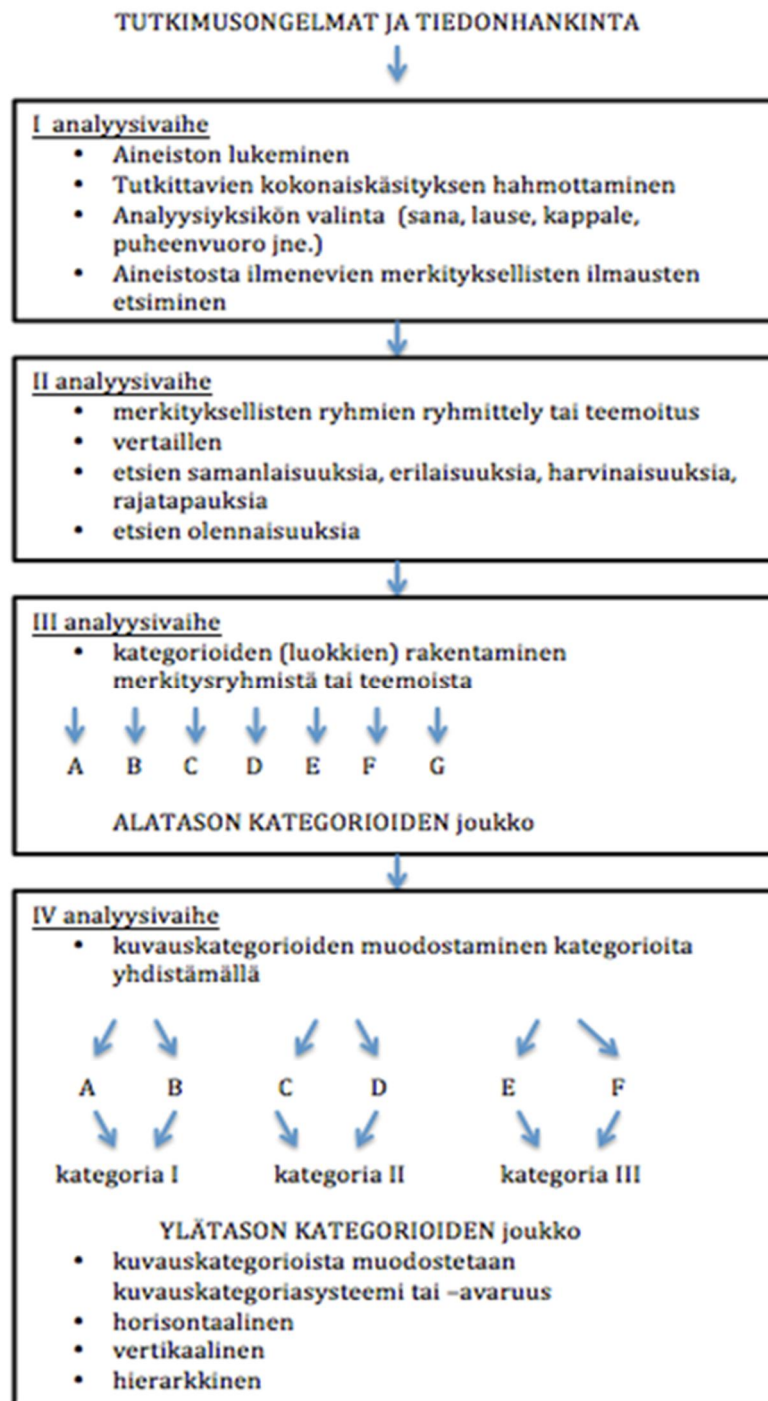 TUTKIMUSONGELMAT JA TIEDONHANKINTA
I analyysivaihe
• Aineiston lukeminen
• Tutkittavien kokonaiskäsityksen hahmottaminen
• Analyysiyksikön valinta (sana, lause, kappale,
puheenvuoro jne.)
• Aineistosta ilmenevien merkityksellisten ilmausten
etsiminen
II analyysivaihe
• merkityksellisten ryhmien ryhmittely tai teemoitus
• vertaillen
• etsien samanlaisuuksia, erilaisuuksia, harvinaisuuksia,
rajatapauksia
• etsien olennaisuuksia
III analyysivaihe
• kategorioiden (luokkien) rakentaminen
merkitysryhmistä tai teemoista
A B C D E F G
ALATASON KATEGORIOIDEN joukko
IV analyysivaihe
• kuvauskategorioiden muodostaminen kategorioita
yhdistämällä
A B C D E F
kategoria I kategoria II kategoria III
YLÄTASON KATEGORIOIDEN joukko
• kuvauskategorioista muodostetaan
kuvauskategoriasysteemi tai –avaruus
• horisontaalinen
• vertikaalinen
• hierarkkinen